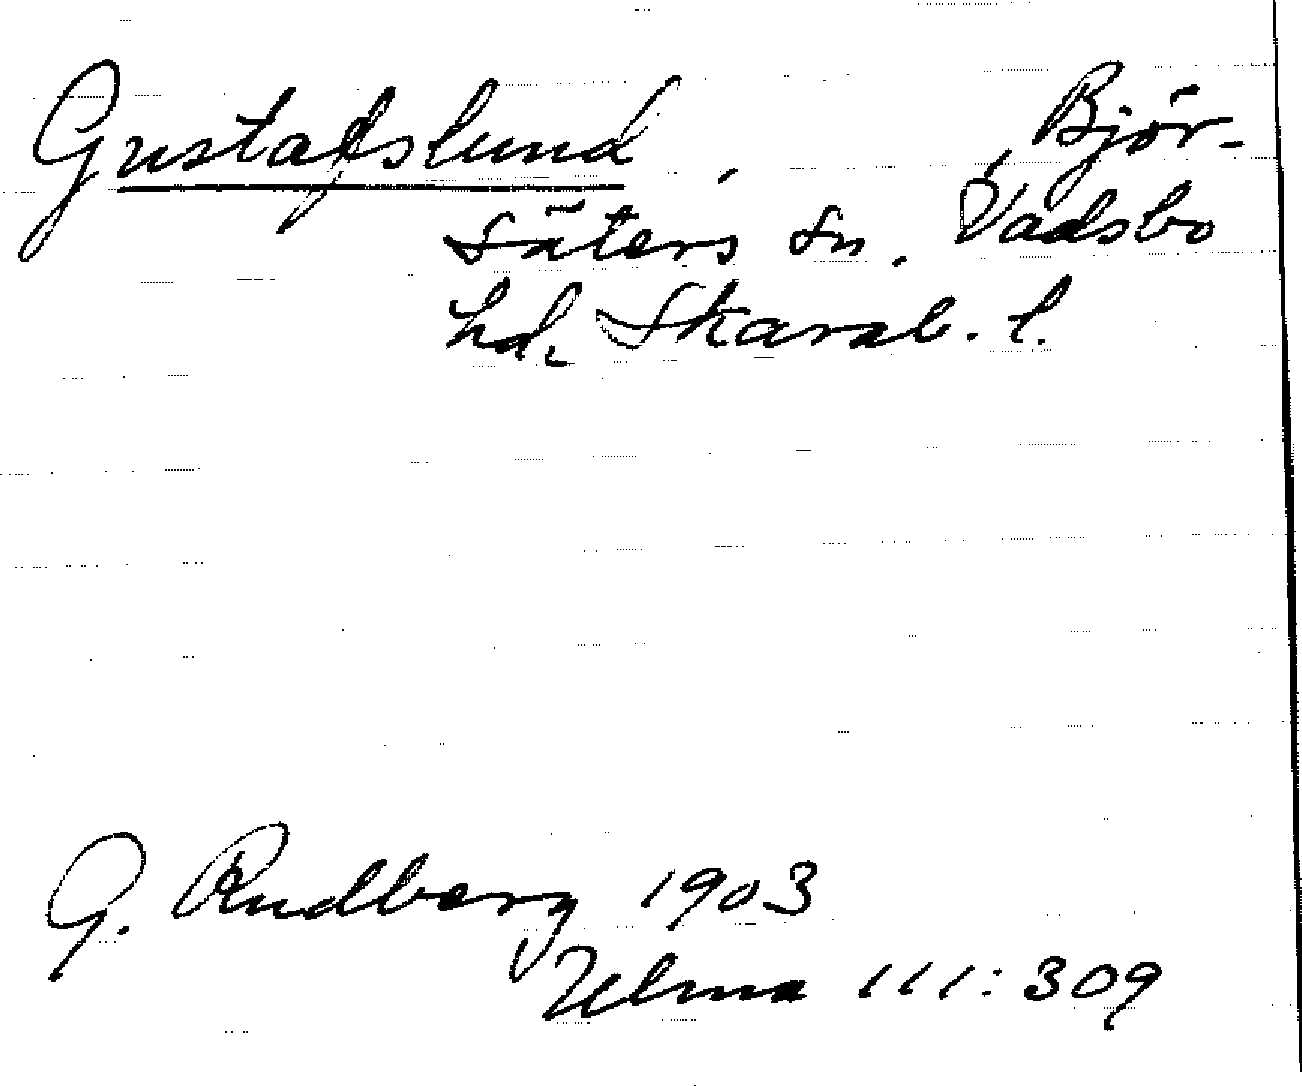 Gustafslund, Björ-
säters sn. Vadsbo
hd, Skarab. l.
G. Rudberg 1903
Ulma 111:309